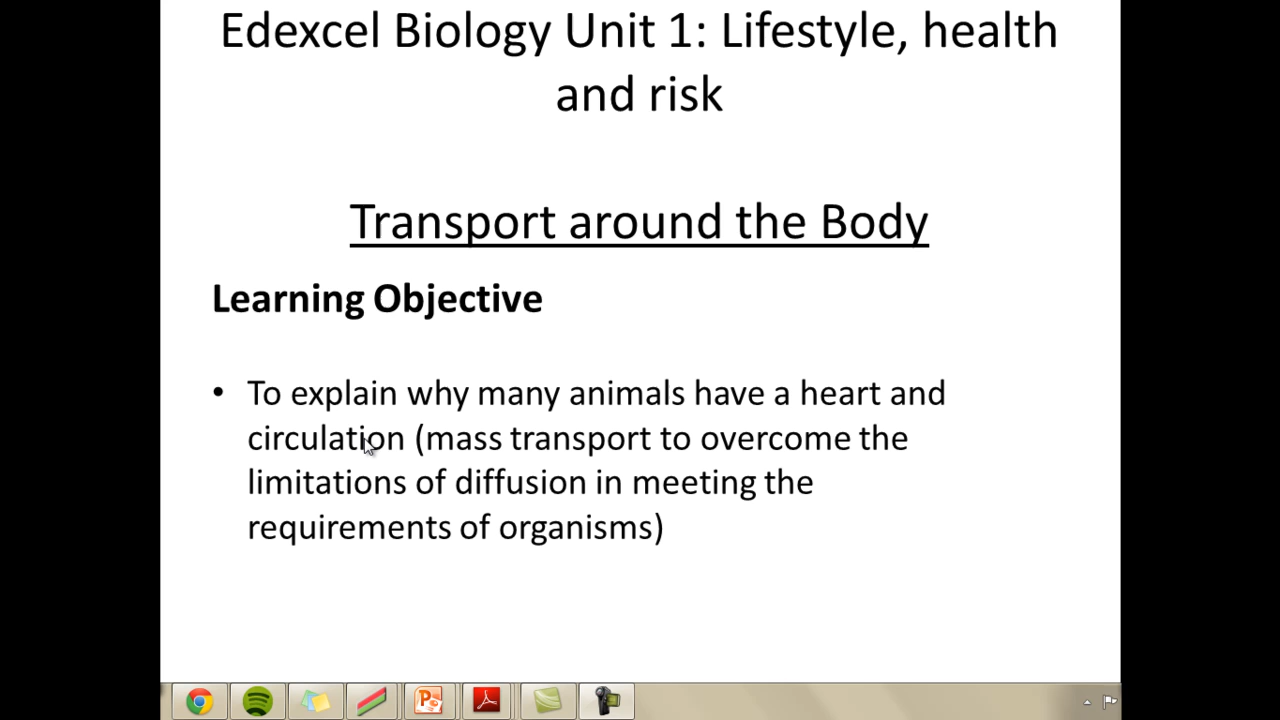 Edexcel Biology Unit 1: Lifestyle, health
and risk
Transport around the Body
Learning Objective
• To explain why many animals have a heart and
circulation (mass transport to overcome the
limitations of diffusion in meeting the
requirements of organisms)